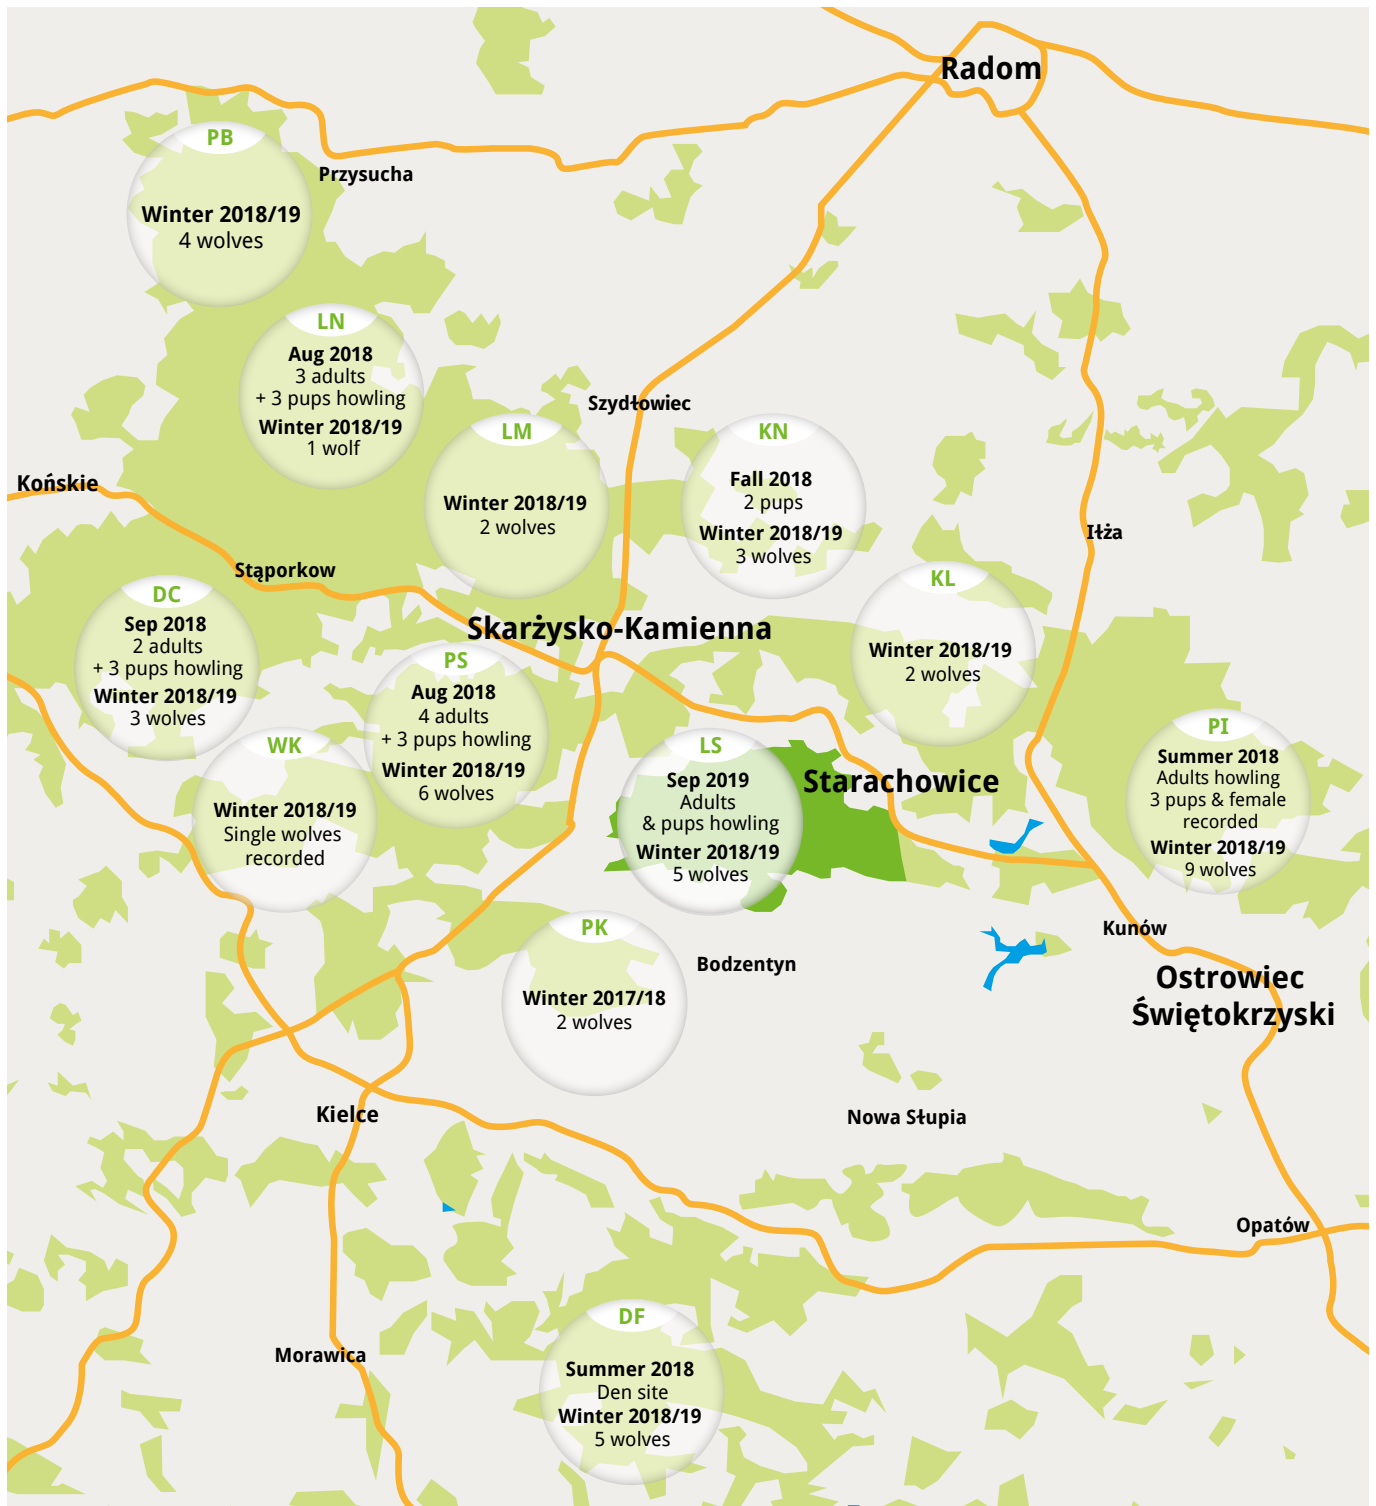 Radom
PB
Winter 2018/19
4 wolves
Przysucha
LN
Aug 2018
3 adults
+ 3 pups howling
Winter 2018/19
1 wolf
Szydłowiec
LM
Winter 2018/19
2 wolves
KN
Fall 2018
2 pups
Winter 2018/19
3 wolves
Końskie
Iłża
Stąporkow
DC
Sep 2018
2 adults
+ 3 pups howling
Winter 2018/19
3 wolves
Skarżysko-Kamienna
KL
Winter 2018/19
2 wolves
PS
Aug 2018
4 adults
+ 3 pups howling
Winter 2018/19
6 wolves
WK
Winter 2018/19
Single wolves
recorded
LS
Sep 2019
Adults
& pups howling
Winter 2018/19
5 wolves
Starachowice
PI
Summer 2018
Adults howling
3 pups & female
recorded
Winter 2018/19
9 wolves
PK
Winter 2017/18
2 wolves
Bodzentyn
Kunów
Ostrowiec
Świętokrzyski
Kielce
Nowa Słupia
Opatów
Morawica
DF
Summer 2018
Den site
Winter 2018/19
5 wolves